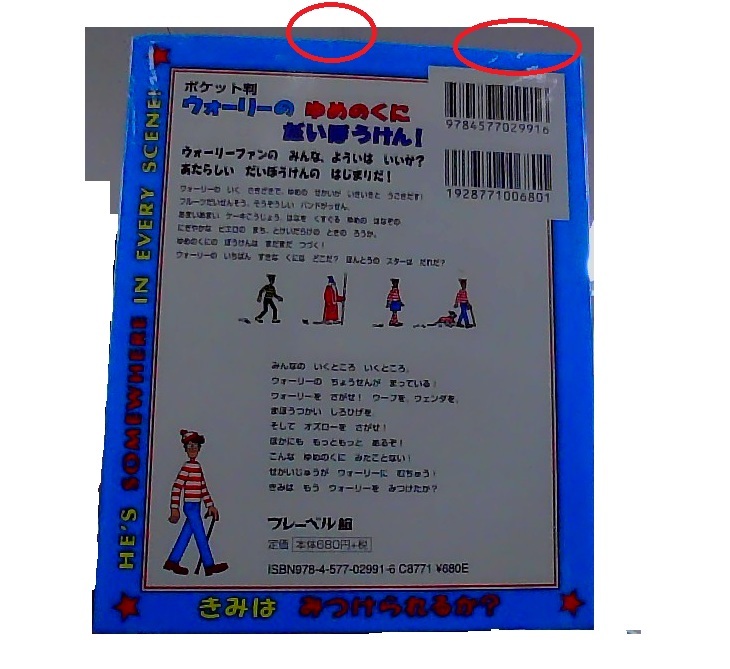 ポケット判
ウォーリーの ゆめのくに
だいぼうけん!
ウォーリーファンの みんな、よういは いいか?
あたらしい だいぼうけんの はじまりだ!
ウォーリーの いく さきざきで、ゆめの せかいが いきいきと うごきだす!
フルーツだいせんそう、そうぞうしい バンドがっせん、
あまいあまい ケーキこうじょう、はなを くすぐる ゆめの はなぞの
にぎやかな ピエロの まち、とけいだらけの ときの ろうか。
ゆめのくにの ぼうけんは まだまだ つづく!
ウォーリーの いちばん すきな くには どこだ? ほんとうの スターは だれだ?
9784577029916
1928771006801
みんなの いくところ いくところ、
ウォーリーの ちょうせんが まっている!
ウォーリーを さがせ! ウーフを、ウェンダを、
まほうつかい しろひげを、
そして オズローを さがせ!
ほかにも もっともっと あるぞ!
こんな ゆめのくに みたことない!
せかいじゅうが ウォーリーに むちゅう!
きみは もう ウォーリーを みつけたか?
フレーベル館
定価 本体680円+税
ISBN978-4-577-02991-6 C8771 ¥680E
HE'S SOMEWHERE IN EVERY SCENE!
きみは みつけられるか?